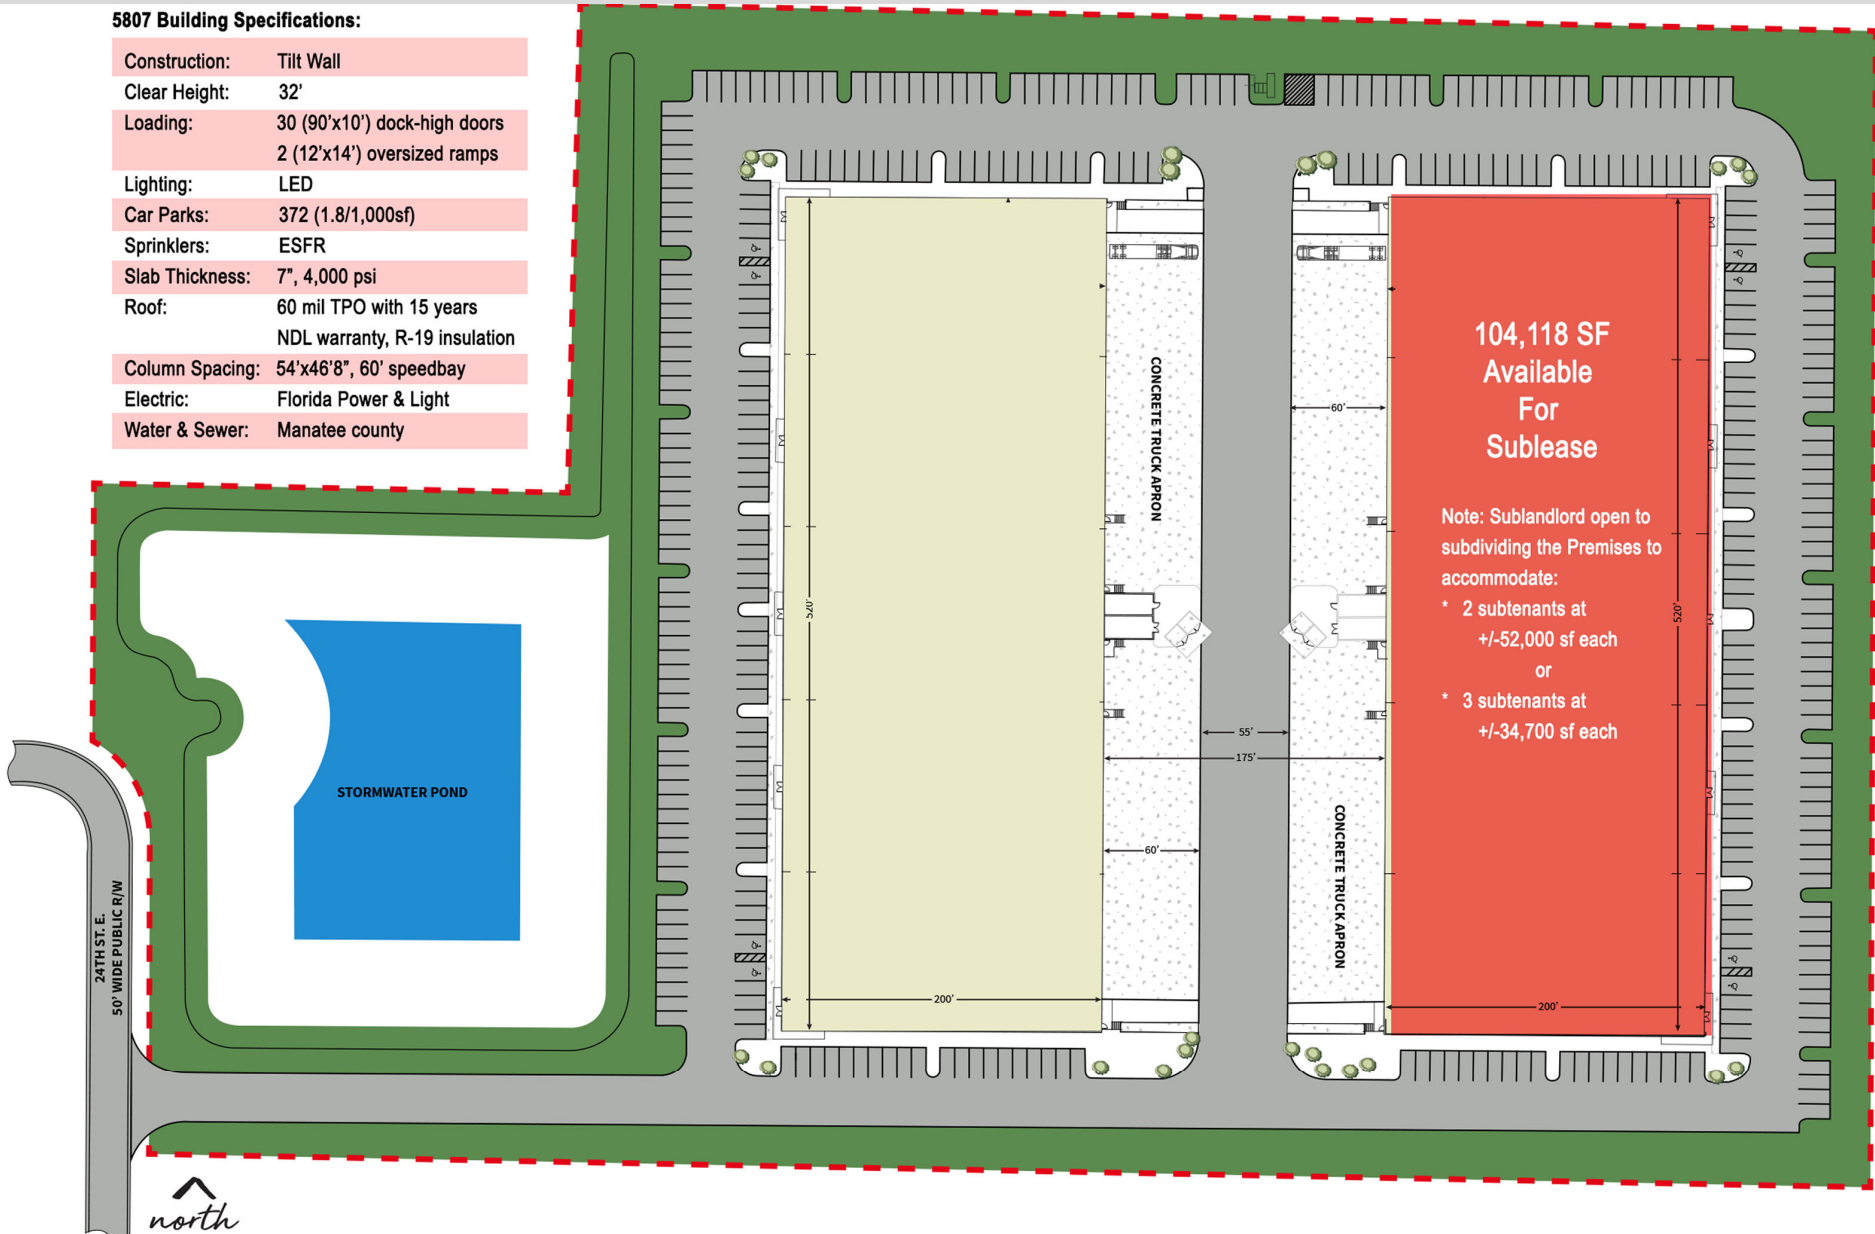 5807 Building Specifications:
Construction: Tilt Wall
Clear Height: 32'
Loading: 30 (90'x10') dock-high doors
2 (12'x14') oversized ramps
Lighting: LED
Car Parks: 372 (1.8/1,000sf)
Sprinklers: ESFR
Slab Thickness: 7”, 4,000 psi
Roof: 60 mil TPO with 15 years
NDL warranty, R-19 insulation
Column Spacing: 54'x46'8”, 60' speedbay
Electric: Florida Power & Light
Water & Sewer: Manatee county
104,118 SF
Available
For
Sublease
Note: Sublandlord open to
subdividing the Premises to
accommodate:
* 2 subtenants at
+/-52,000 sf each
or
* 3 subtenants at
+/-34,700 sf each
CONCRETE TRUCK APRON
60'
520'
520'
55'
175'
STORMWATER POND
60'
CONCRETE TRUCK APRON
24TH ST. E.
50' WIDE PUBLIC R/W
200'
200'
north